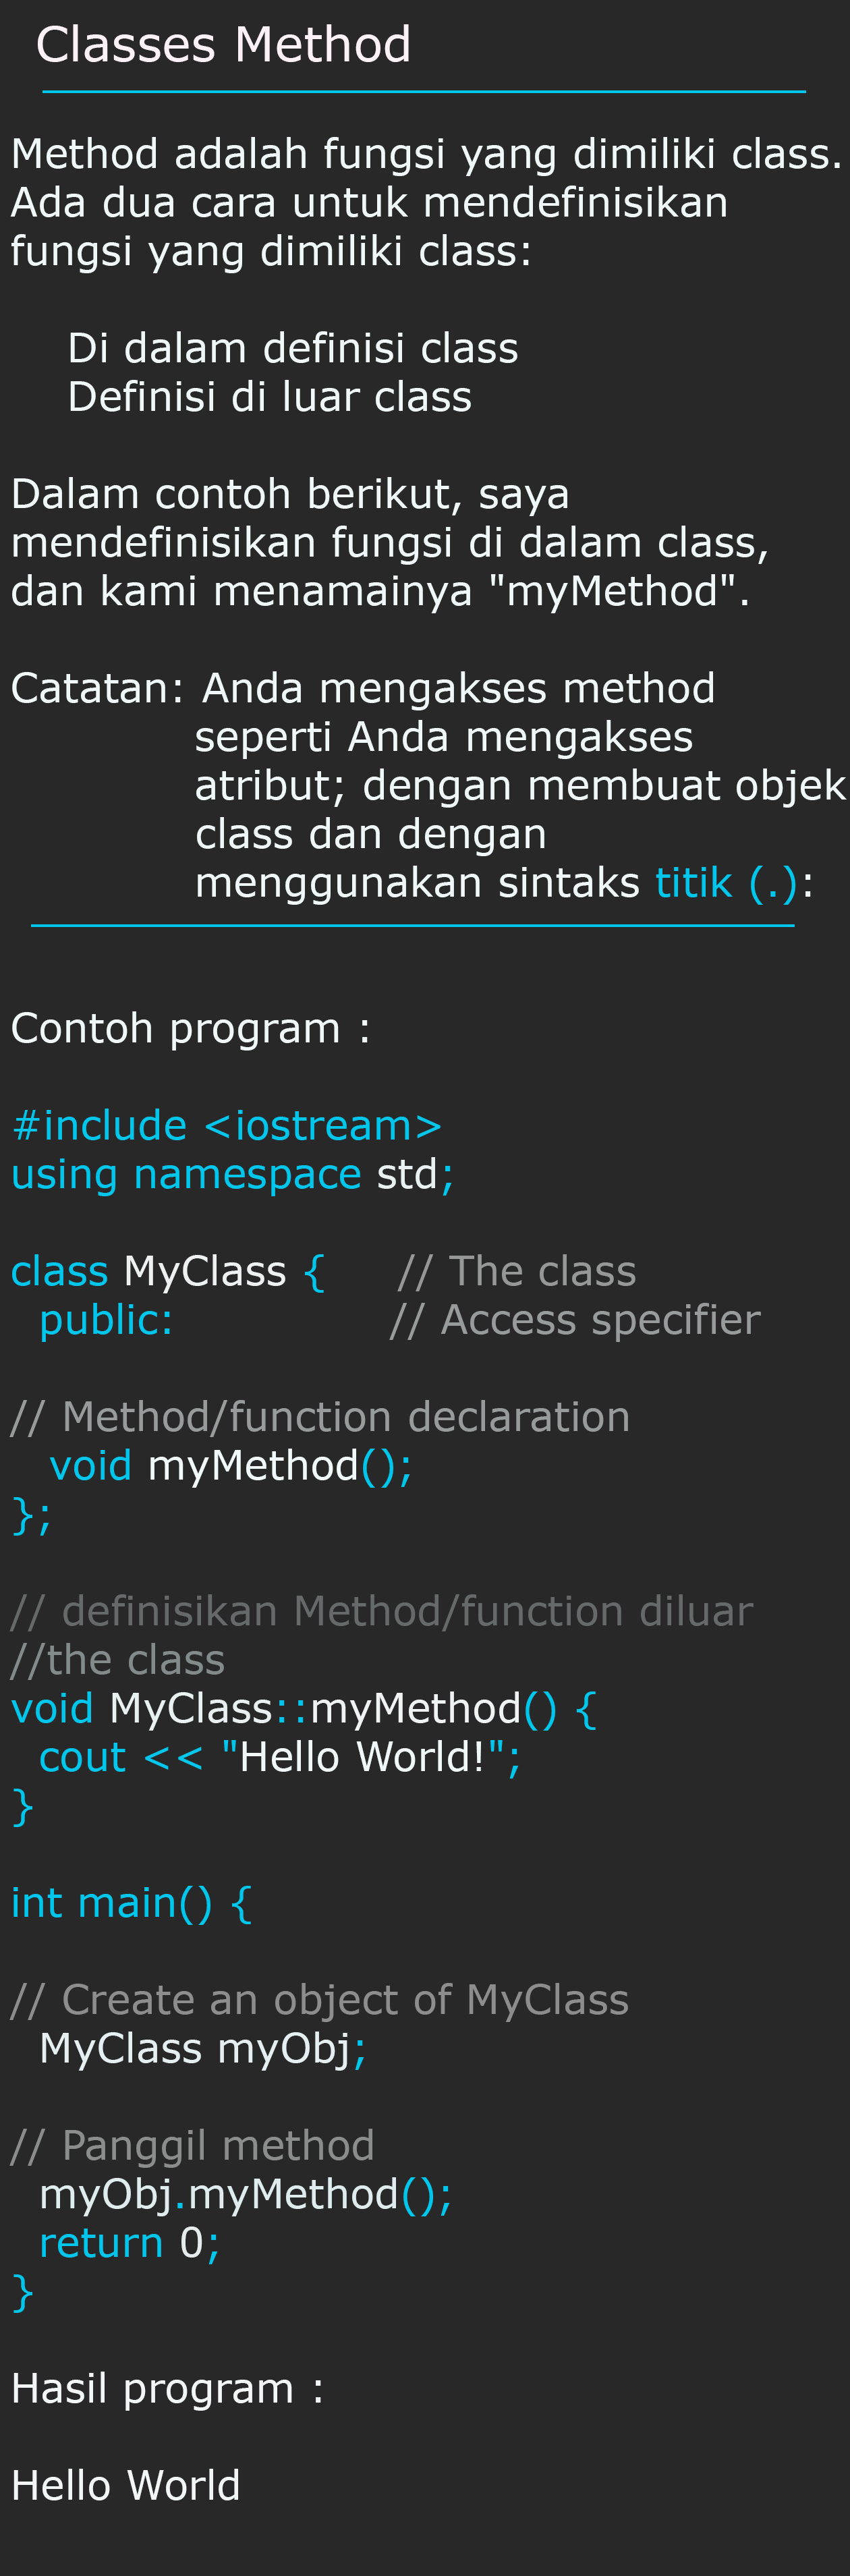 Classes Method
Method adalah fungsi yang dimiliki class.
Ada dua cara untuk mendefinisikan
fungsi yang dimiliki class:
Di dalam definisi class
Definisi di luar class
Dalam contoh berikut, saya
mendefinisikan fungsi di dalam class,
dan kami menamainya "myMethod".
Catatan: Anda mengakses method
seperti Anda mengakses
atribut; dengan membuat objek
class dan dengan
menggunakan sintaks titik (.):
Contoh program :
#include <iostream>
using namespace std;
class MyClass {     // The class
  public:               // Access specifier
// Method/function declaration
   void myMethod();
};
// definisikan Method/function diluar
//the class
void MyClass::myMethod() {
  cout << "Hello World!";
}
int main() {
// Create an object of MyClass
  MyClass myObj;
// Panggil method
  myObj.myMethod();
  return 0;
}
Hasil program :
Hello World